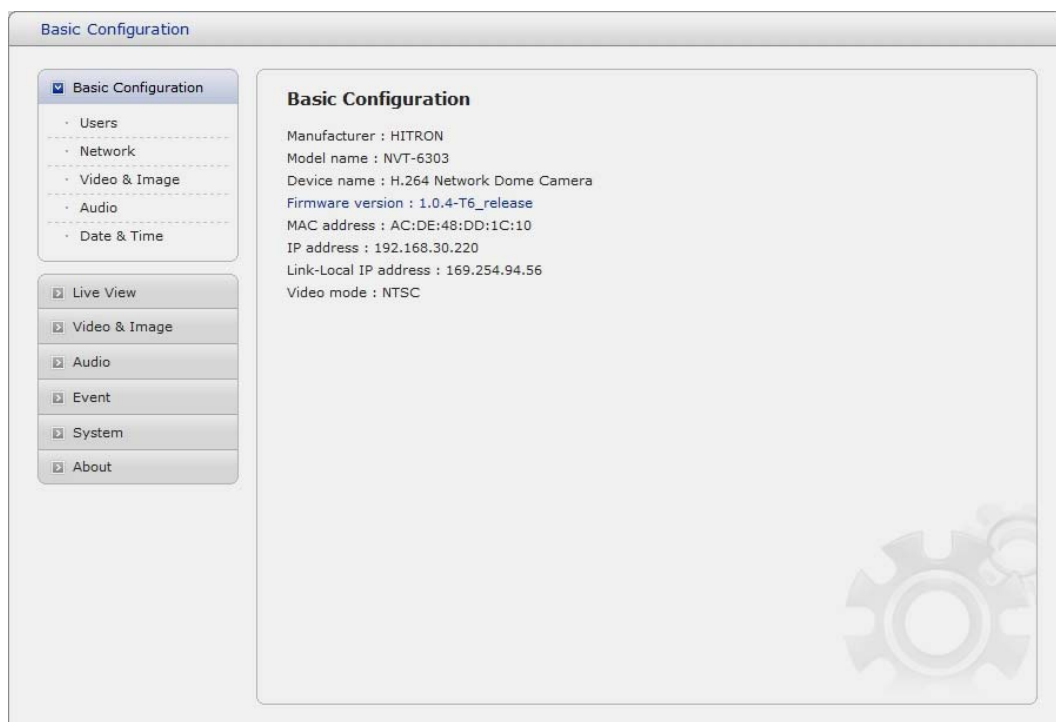 Basic Configuration
Basic Configuration
Users
Network
Video & Image
Audio
Date & Time
Live View
Video & Image
Audio
Event
System
About
Basic Configuration
Manufacturer : HITRON
Model name : NVT-6303
Device name : H.264 Network Dome Camera
Firmware version : 1.0.4-T6_release
MAC address : AC:DE:48:DD:1C:10
IP address : 192.168.30.220
Link-Local IP address : 169.254.94.56
Video mode : NTSC